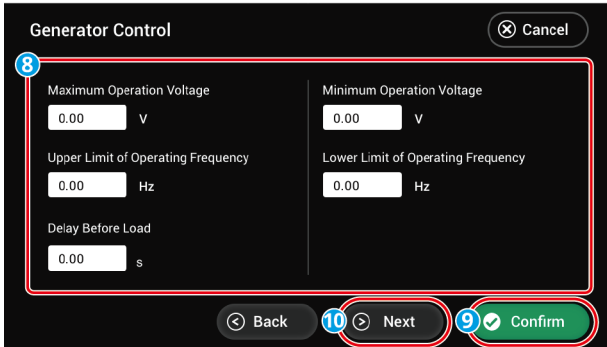 Generator Control
Cancel
8
Maximum Operation Voltage
0.00 V
Minimum Operation Voltage
0.00 V
Upper Limit of Operating Frequency
0.00 Hz
Lower Limit of Operating Frequency
0.00 Hz
Delay Before Load
0.00 s
Back
10 Next
9 Confirm